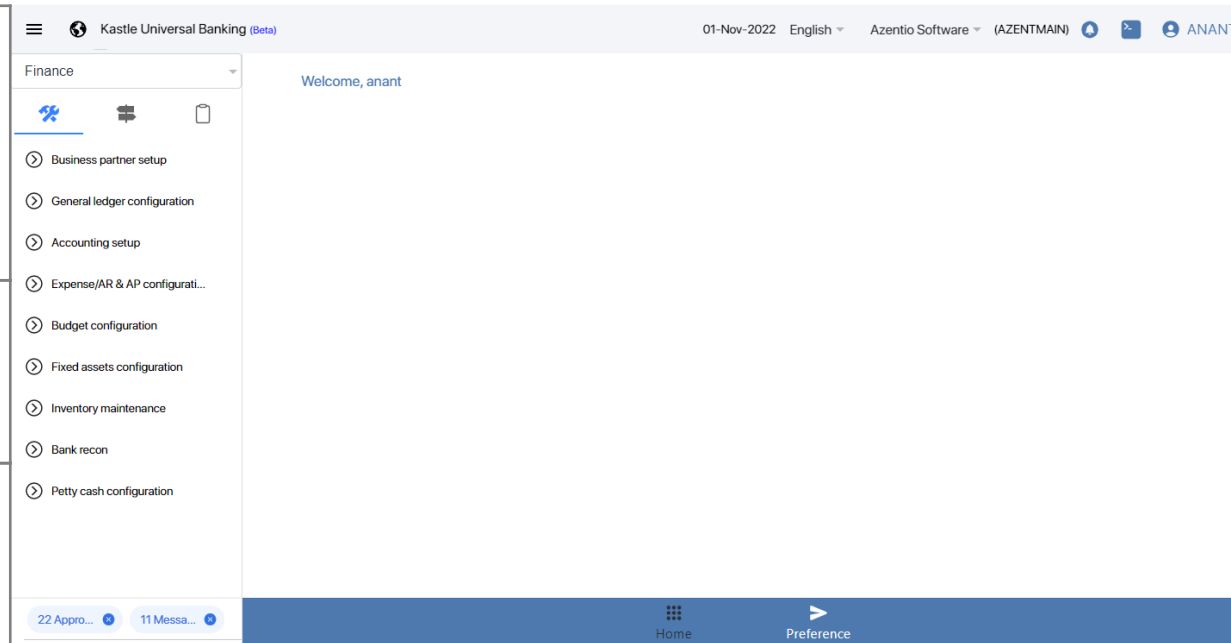 Kastle Universal Banking (Beta) 01-Nov-2022 English Azentio Software (AZENTMAIN) ANANT
Finance
Welcome, anant
Business partner setup
General ledger configuration
Accounting setup
Expense/AR & AP configurati...
Budget configuration
Fixed assets configuration
Inventory maintenance
Bank recon
Petty cash configuration
22 Appro... 11 Messa...
Home Preference